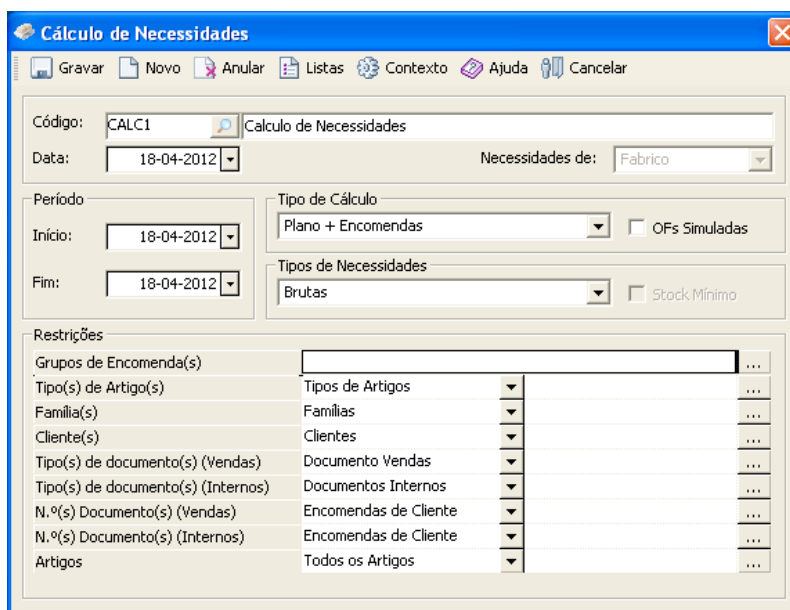 Cálculo de Necessidades
Gravar Novo Anular Listas Contexto Ajuda Cancelar
Código: CALC1 Calculo de Necessidades
Data: 18-04-2012 Necessidades de: Fabrico
Período Tipo de Cálculo
Início: 18-04-2012 Plano + Encomendas OFs Simuladas
Tipos de Necessidades
Fim: 18-04-2012 Brutas Stock Mínimo
Restrições
Grupos de Encomenda(s) ...
Tipo(s) de Artigo(s) Tipos de Artigos ...
Família(s) Famílias ...
Cliente(s) Clientes ...
Tipo(s) de documento(s) (Vendas) Documento Vendas ...
Tipo(s) de documento(s) (Internos) Documentos Internos ...
N.º(s) Documento(s) (Vendas) Encomendas de Cliente ...
N.º(s) Documento(s) (Internos) Encomendas de Cliente ...
Artigos Todos os Artigos ...